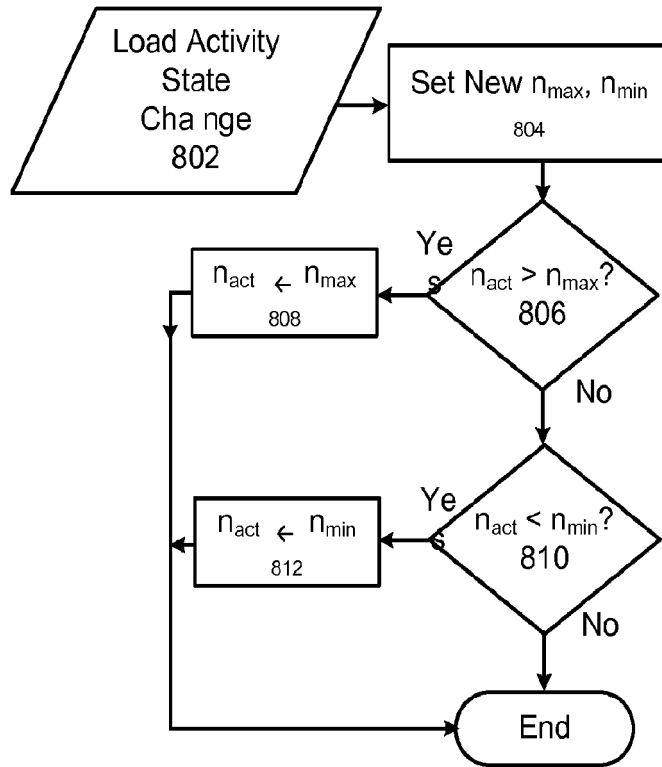 Load Activity
State
Cha nge
802
Set New n_max, n_min
804
Ye
s
n_act > n_max?
806
n_act ← n_max
808
No
Ye
s
n_act < n_min?
810
n_act ← n_min
812
No
End